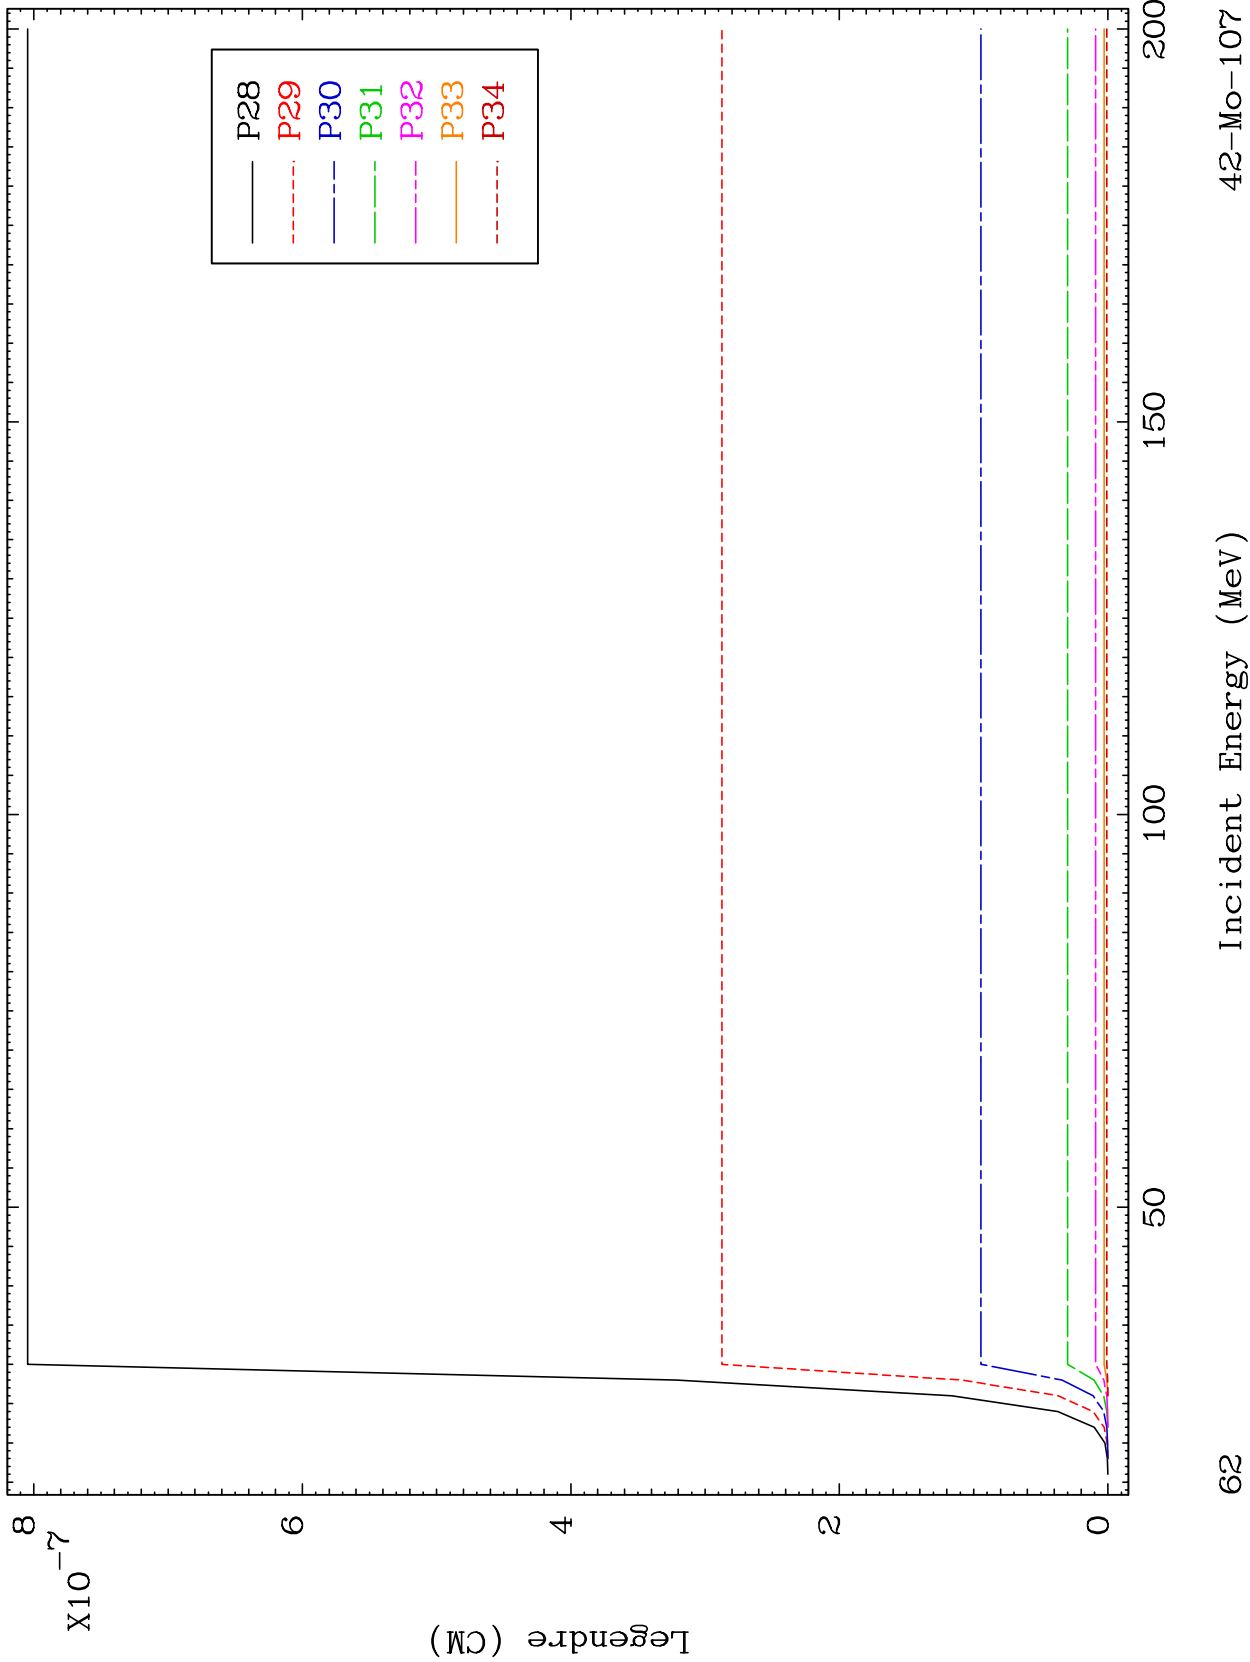 X10-7
8
6
4
2
0
Legendre (CM)
P28
P29
P30
P31
P32
P33
P34
50
100
150
200
62
Incident Energy (MeV)
42-Mo-107